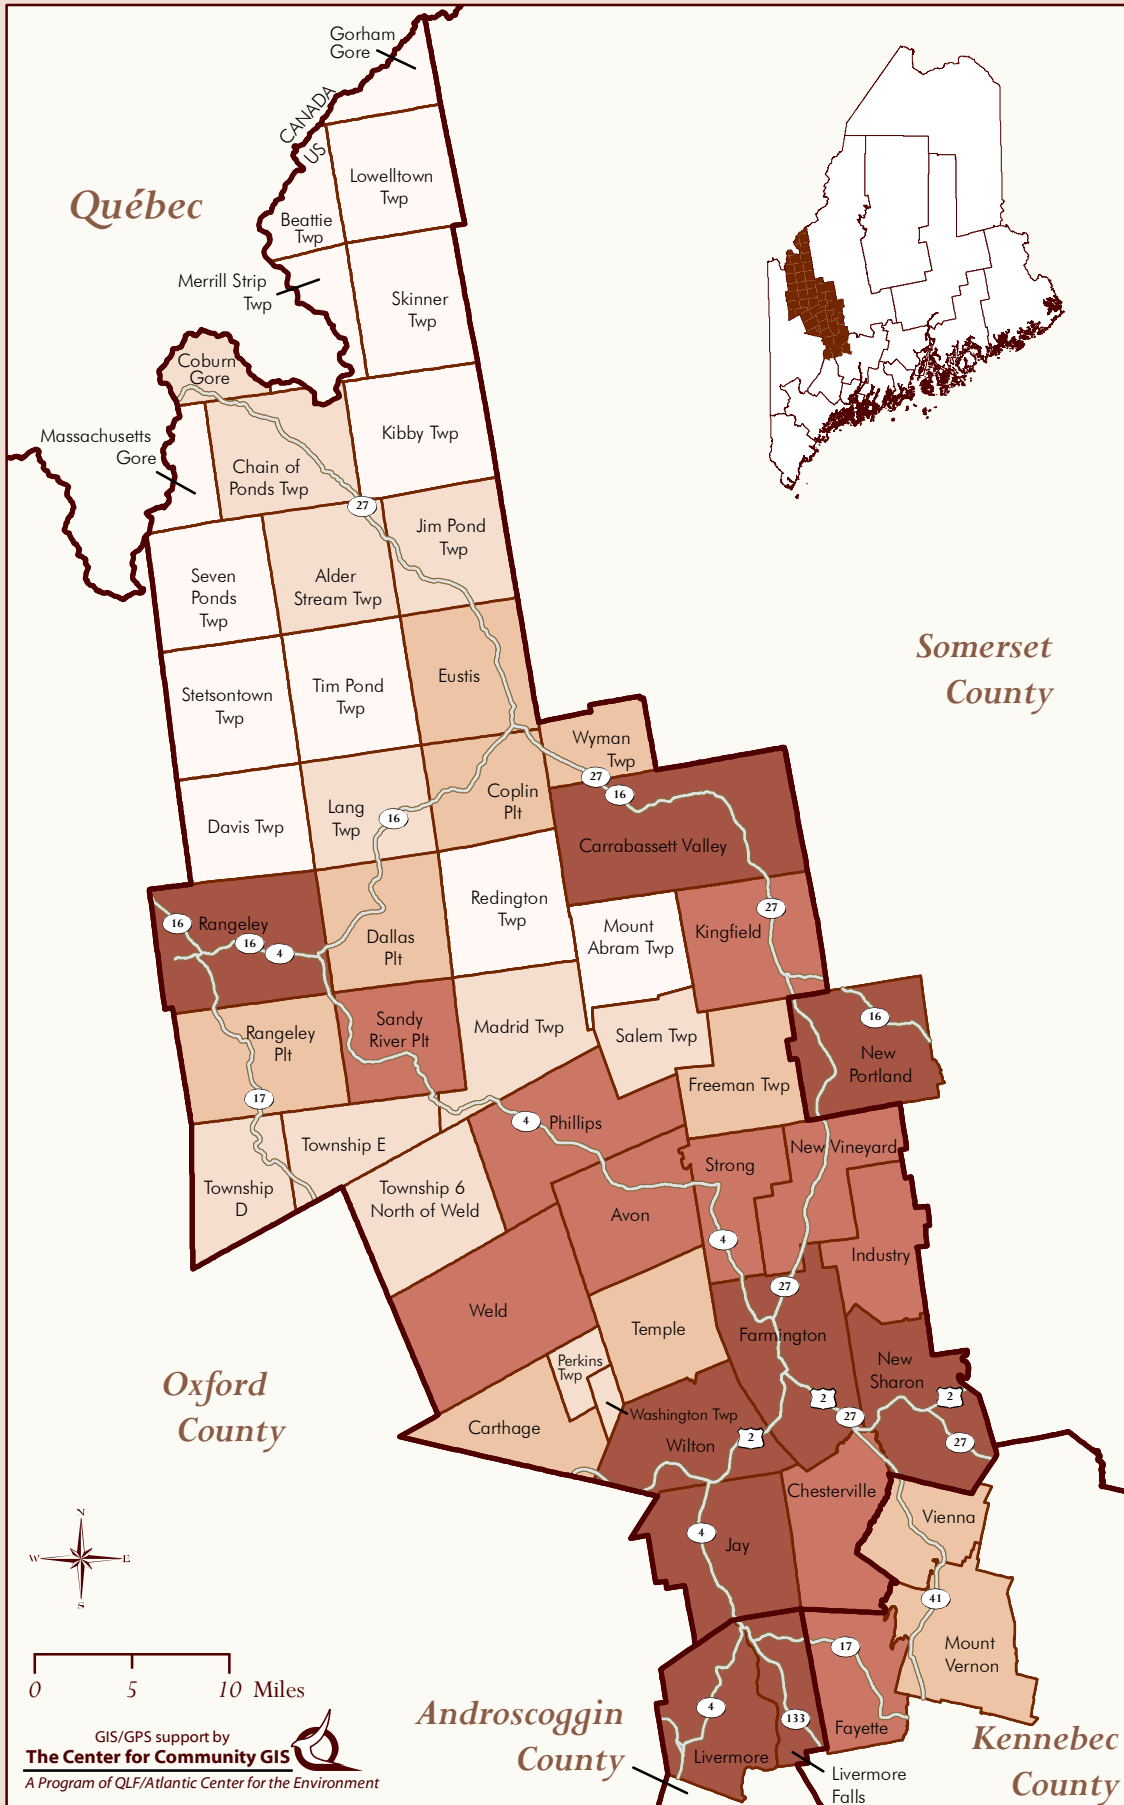 Gorham
Gore
CANADA
US
Lowelltown
Twp
Québec
Beattie
Twp
Merrill Strip
Twp
Skinner
Twp
Coburn
Gore
Massachusetts
Gore
Kibby Twp
Chain of
Ponds Twp
27
Jim Pond
Twp
Seven
Ponds
Twp
Alder
Stream Twp
Somerset
County
Stetsontown
Twp
Tim Pond
Twp
Eustis
Wyman
Twp
27
16
Davis Twp
Lang
Twp
16
Coplin
Plt
Carrabassett Valley
16
Rangeley
16
4
Dallas
Plt
Redington
Twp
Mount
Abram Twp
Kingfield
27
Rangeley
Plt
Sandy
River Plt
Madrid Twp
Salem Twp
16
New
Portland
Freeman Twp
17
4
Phillips
Township E
Township
D
Township 6
North of Weld
Strong
New Vineyard
Avon
4
Industry
27
Weld
Temple
Farmington
Perkins
Twp
New
Sharon
Oxford
County
Carthage
Washington Twp
Wilton
2
2
27
2
27
Chesterville
Vienna
4
Jay
41
Mount
Vernon
N
W
E
S
17
Fayette
4
133
Livermore
Livermore
Falls
Androscoggin
County
Kennebec
County
0 5 10 Miles
GIS/GPS support by
The Center for Community GIS
A Program of QLF/Atlantic Center for the Environment